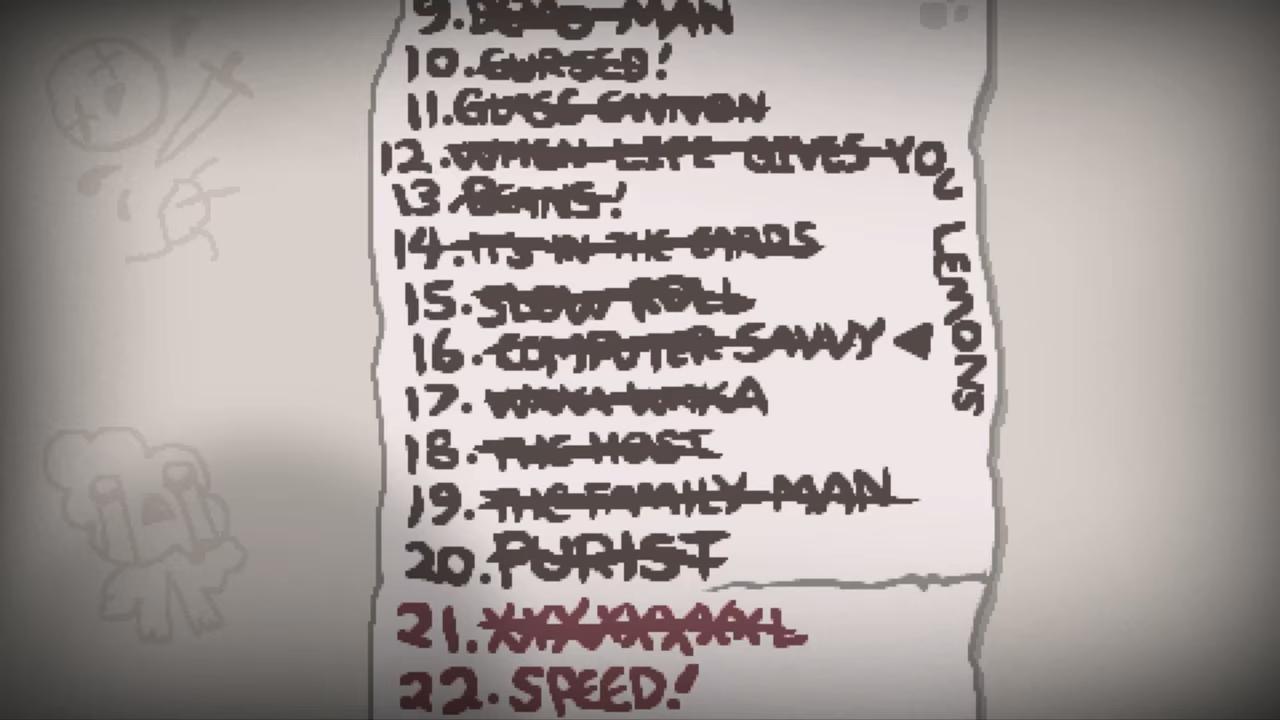 9. DEMO MAN
10. CURSED!
11. GLASS CANNON
12. WHEN LIFE GIVES YOU LEMONS
13. BEANS!
14. IT'S IN THE CARDS
15. SLOW ROLL
16. COMPUTER SAVVY
17. WAKA WAKA
18. THE HOST
19. THE FAMILY MAN
20. PURIST
21. XXXXXXXXL
22. SPEED!